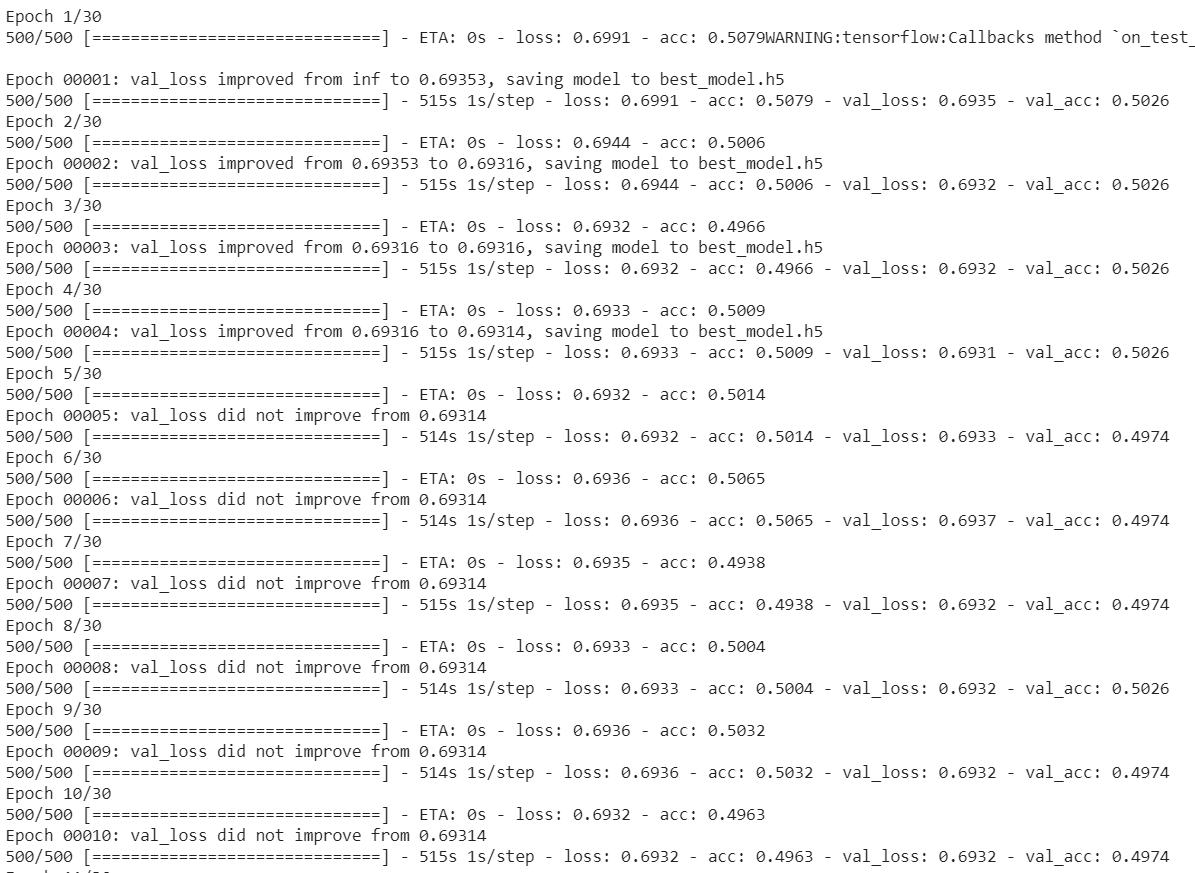 Epoch 1/30
500/500 [==============================] - ETA: 0s - loss: 0.6991 - acc: 0.5079WARNING:tensorflow:Callbacks method `on_test_
Epoch 00001: val_loss improved from inf to 0.69353, saving model to best_model.h5
500/500 [==============================] - 515s 1s/step - loss: 0.6991 - acc: 0.5079 - val_loss: 0.6935 - val_acc: 0.5026
Epoch 2/30
500/500 [==============================] - ETA: 0s - loss: 0.6944 - acc: 0.5006
Epoch 00002: val_loss improved from 0.69353 to 0.69316, saving model to best_model.h5
500/500 [==============================] - 515s 1s/step - loss: 0.6944 - acc: 0.5006 - val_loss: 0.6932 - val_acc: 0.5026
Epoch 3/30
500/500 [==============================] - ETA: 0s - loss: 0.6932 - acc: 0.4966
Epoch 00003: val_loss improved from 0.69316 to 0.69316, saving model to best_model.h5
500/500 [==============================] - 515s 1s/step - loss: 0.6932 - acc: 0.4966 - val_loss: 0.6932 - val_acc: 0.5026
Epoch 4/30
500/500 [==============================] - ETA: 0s - loss: 0.6933 - acc: 0.5009
Epoch 00004: val_loss improved from 0.69316 to 0.69314, saving model to best_model.h5
500/500 [==============================] - 515s 1s/step - loss: 0.6933 - acc: 0.5009 - val_loss: 0.6931 - val_acc: 0.5026
Epoch 5/30
500/500 [==============================] - ETA: 0s - loss: 0.6932 - acc: 0.5014
Epoch 00005: val_loss did not improve from 0.69314
500/500 [==============================] - 514s 1s/step - loss: 0.6932 - acc: 0.5014 - val_loss: 0.6933 - val_acc: 0.4974
Epoch 6/30
500/500 [==============================] - ETA: 0s - loss: 0.6936 - acc: 0.5065
Epoch 00006: val_loss did not improve from 0.69314
500/500 [==============================] - 514s 1s/step - loss: 0.6936 - acc: 0.5065 - val_loss: 0.6937 - val_acc: 0.4974
Epoch 7/30
500/500 [==============================] - ETA: 0s - loss: 0.6935 - acc: 0.4938
Epoch 00007: val_loss did not improve from 0.69314
500/500 [==============================] - 515s 1s/step - loss: 0.6935 - acc: 0.4938 - val_loss: 0.6932 - val_acc: 0.4974
Epoch 8/30
500/500 [==============================] - ETA: 0s - loss: 0.6933 - acc: 0.5004
Epoch 00008: val_loss did not improve from 0.69314
500/500 [==============================] - 514s 1s/step - loss: 0.6933 - acc: 0.5004 - val_loss: 0.6932 - val_acc: 0.5026
Epoch 9/30
500/500 [==============================] - ETA: 0s - loss: 0.6936 - acc: 0.5032
Epoch 00009: val_loss did not improve from 0.69314
500/500 [==============================] - 514s 1s/step - loss: 0.6936 - acc: 0.5032 - val_loss: 0.6932 - val_acc: 0.4974
Epoch 10/30
500/500 [==============================] - ETA: 0s - loss: 0.6932 - acc: 0.4963
Epoch 00010: val_loss did not improve from 0.69314
500/500 [==============================] - 515s 1s/step - loss: 0.6932 - acc: 0.4963 - val_loss: 0.6932 - val_acc: 0.4974